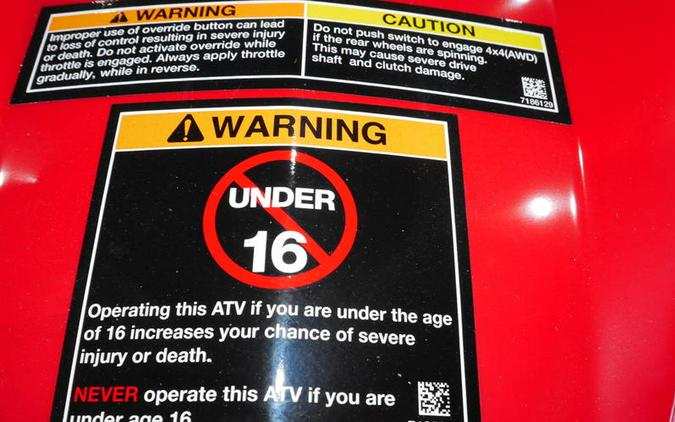 WARNING
Improper use of override button can lead
to loss of control resulting in severe injury
or death. Do not activate override while
throttle is engaged. Always apply throttle
gradually, while in reverse.
CAUTION
Do not push switch to engage 4x4(AWD)
if the rear wheels are spinning.
This may cause severe drive
shaft and clutch damage.
7186129
WARNING
UNDER
16
Operating this ATV if you are under the age
of 16 increases your chance of severe
injury or death.
NEVER operate this ATV if you are
under age 16